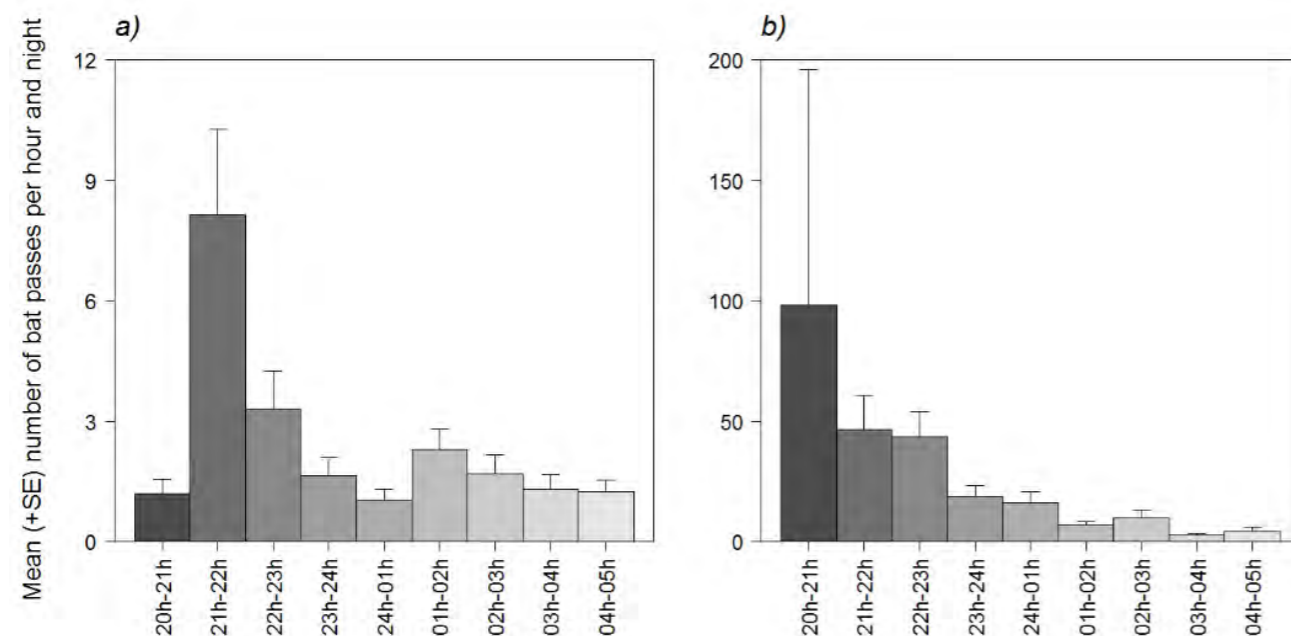 a)
b)
Mean (+SE) number of bat passes per hour and night
12
9
6
3
0
200
150
100
50
0
20h-21h
21h-22h
22h-23h
23h-24h
24h-01h
01h-02h
02h-03h
03h-04h
04h-05h
20h-21h
21h-22h
22h-23h
23h-24h
24h-01h
01h-02h
02h-03h
03h-04h
04h-05h